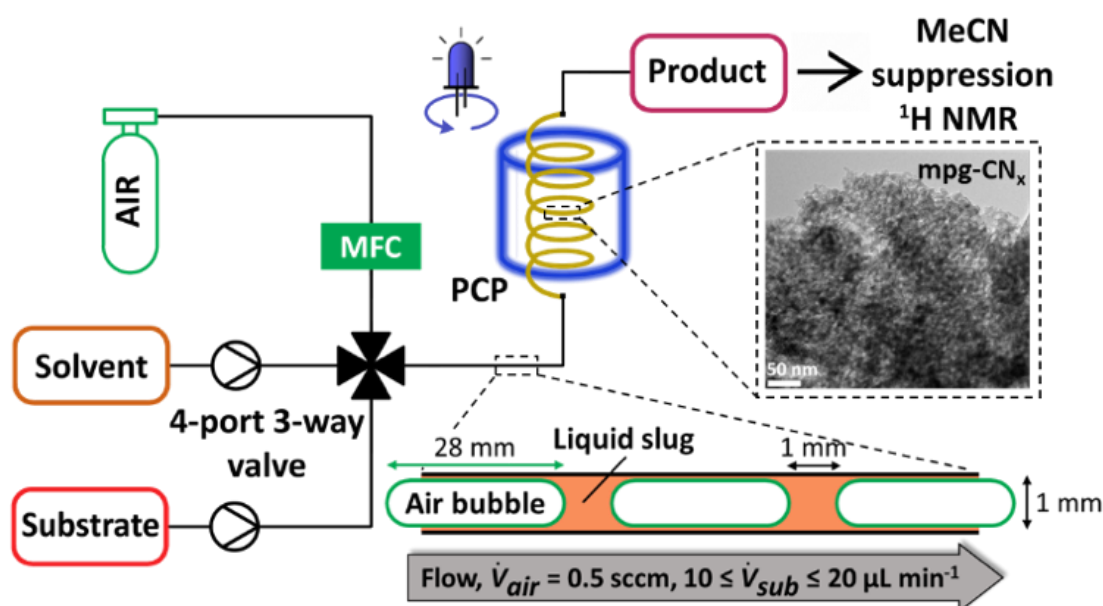 AIR
MFC
Solvent
Substrate
4-port 3-way
valve
PCP
Product
MeCN
suppression
¹H NMR
mpg-CNₓ
50 nm
28 mm
Liquid slug
1 mm
Air bubble
1 mm
Flow, V̇air = 0.5 sccm, 10 ≤ V̇sub ≤ 20 µL min⁻¹